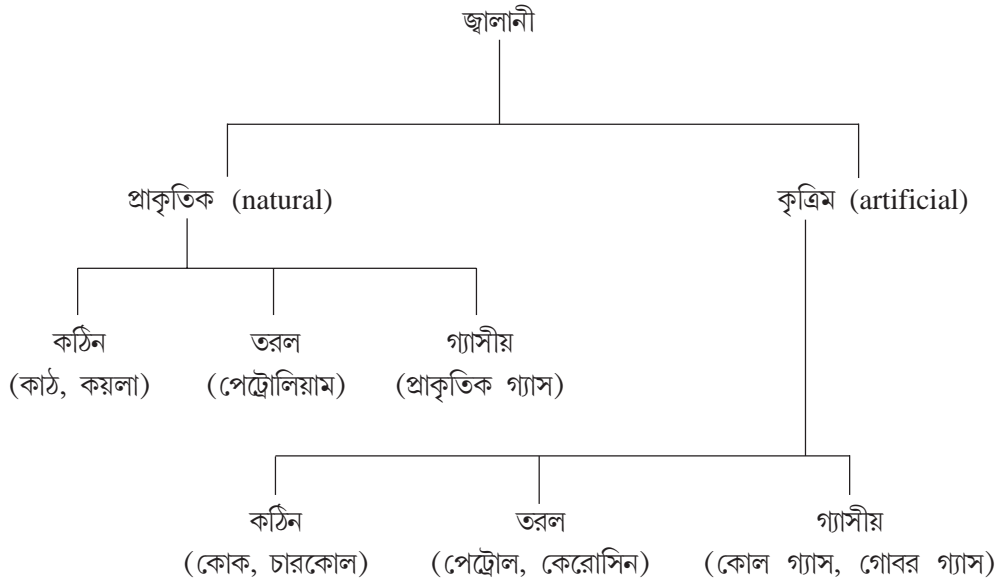 জ্বালানী
প্রাকৃতিক (natural) কৃত্রিম (artificial)
কঠিন তরল গ্যাসীয়
(কাঠ, কয়লা) (পেট্রোলিয়াম) (প্রাকৃতিক গ্যাস)
কঠিন তরল গ্যাসীয়
(কোক, চারকোল) (পেট্রোল, কেরোসিন) (কোল গ্যাস, গোবর গ্যাস)